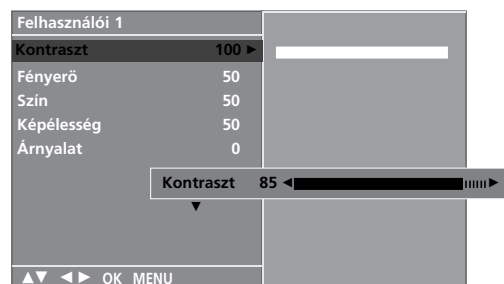 Felhasználói 1
Kontraszt 100 ►
Fényerö 50
Szín 50
Képélesség 50
Árnyalat 0
Kontraszt 85 ◄ ►
▼
▲▼ ◄► OK MENU